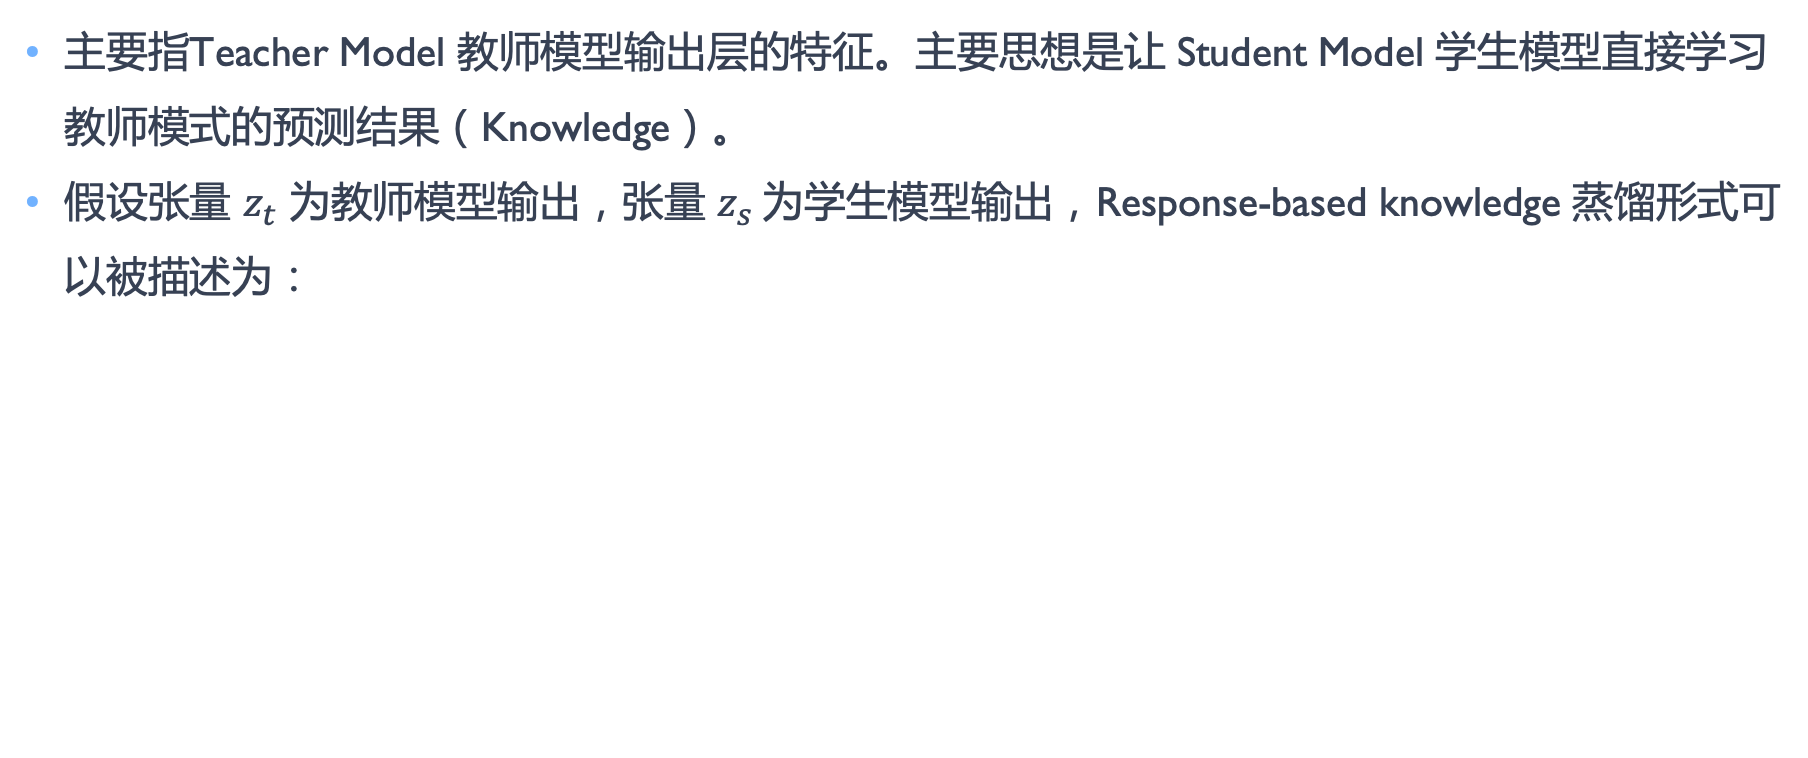 • 主要指Teacher Model 教师模型输出层的特征。主要思想是让 Student Model 学生模型直接学习
教师模式的预测结果（Knowledge）。
• 假设张量 z_t 为教师模型输出，张量 z_s 为学生模型输出，Response-based knowledge 蒸馏形式可
以被描述为：